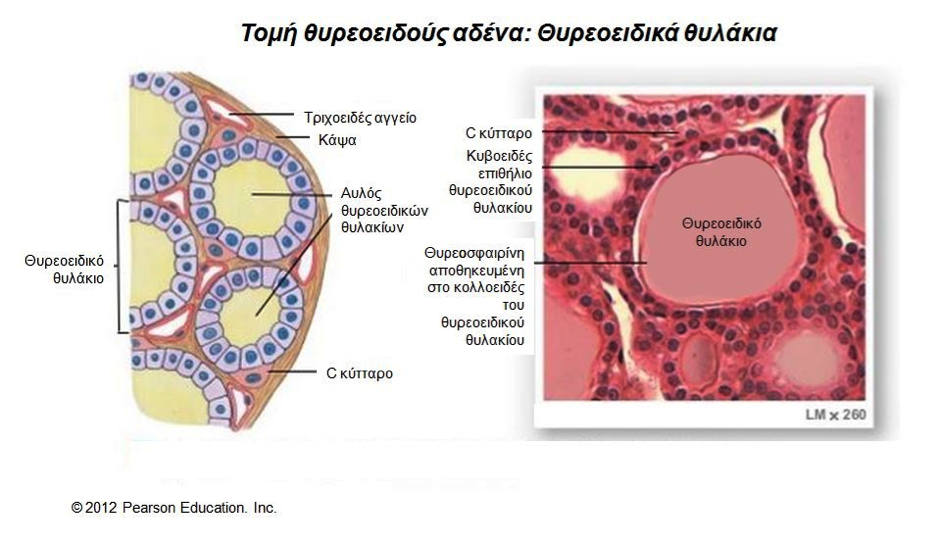 Τομή θυρεοειδούς αδένα: Θυρεοειδικά θυλάκια
Τριχοειδές αγγείο
Κάψα
Αυλός
θυρεοειδικών
θυλακίων
Θυρεοειδικό
θυλάκιο
C κύτταρο
C κύτταρο
Κυβοειδές
επιθήλιο
θυρεοειδικού
θυλακίου
Θυρεοειδικό
θυλάκιο
Θυρεοσφαιρίνη
αποθηκευμένη
στο κολλοειδές
του
θυρεοειδικού
θυλακίου
LM x 260
© 2012 Pearson Education. Inc.